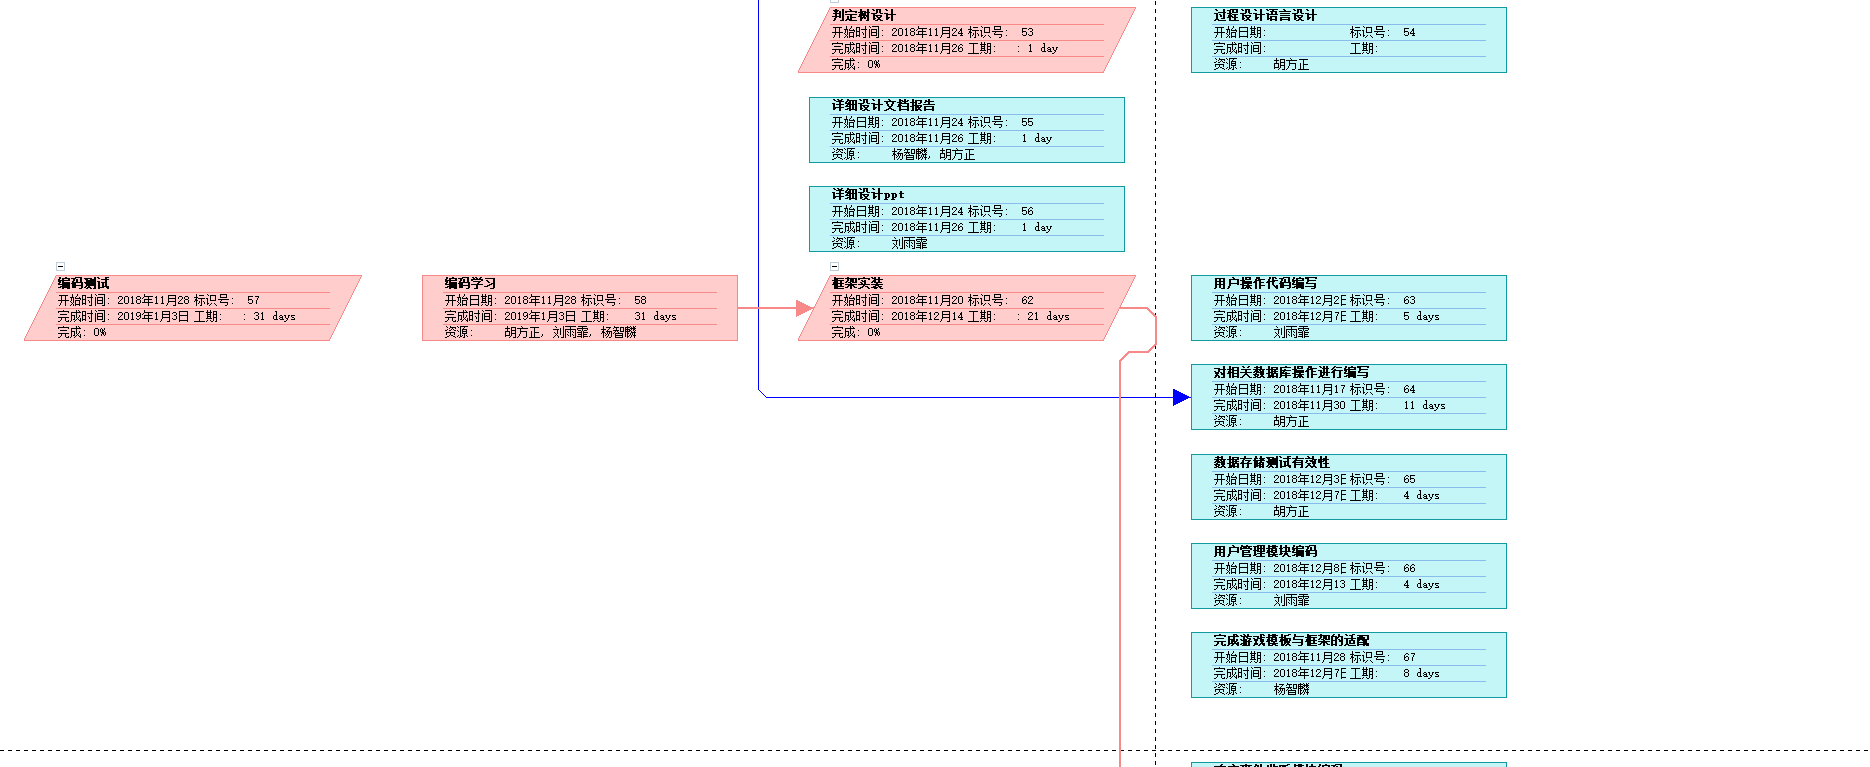 判定树设计
开始时间: 2018年11月24 标识号: 53
完成时间: 2018年11月26 工期: : 1 day
完成: 0%
过程设计语言设计
开始日期: 标识号: 54
完成时间: 工期:
资源: 胡方正
详细设计文档报告
开始日期: 2018年11月24 标识号: 55
完成时间: 2018年11月26 工期: 1 day
资源: 杨智麟, 胡方正
详细设计ppt
开始日期: 2018年11月24 标识号: 56
完成时间: 2018年11月26 工期: 1 day
资源: 刘雨霏
编码测试
开始时间: 2018年11月28 标识号: 57
完成时间: 2019年1月3日 工期: : 31 days
完成: 0%
编码学习
开始日期: 2018年11月28 标识号: 58
完成时间: 2019年1月3日 工期: 31 days
资源: 胡方正, 刘雨霏, 杨智麟
框架实装
开始时间: 2018年11月20 标识号: 62
完成时间: 2018年12月14 工期: : 21 days
完成: 0%
用户操作代码编写
开始日期: 2018年12月2日 标识号: 63
完成时间: 2018年12月7日 工期: 5 days
资源: 刘雨霏
对相关数据库操作进行编写
开始日期: 2018年11月17 标识号: 64
完成时间: 2018年11月30 工期: 11 days
资源: 胡方正
数据存储测试有效性
开始日期: 2018年12月3日 标识号: 65
完成时间: 2018年12月7日 工期: 4 days
资源: 胡方正
用户管理模块编码
开始日期: 2018年12月8日 标识号: 66
完成时间: 2018年12月13 工期: 4 days
资源: 刘雨霏
完成游戏模板与框架的适配
开始日期: 2018年11月28 标识号: 67
完成时间: 2018年12月7日 工期: 8 days
资源: 杨智麟